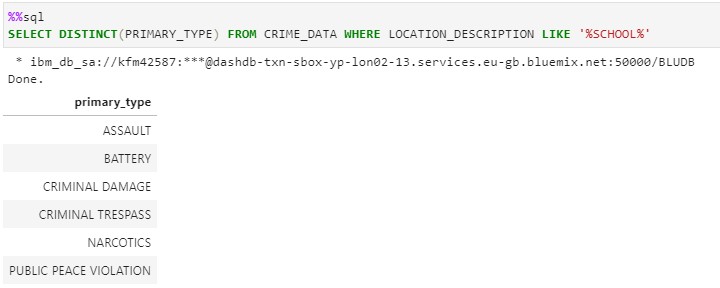 %%sql
SELECT DISTINCT(PRIMARY_TYPE) FROM CRIME_DATA WHERE LOCATION_DESCRIPTION LIKE '%SCHOOL%'
* ibm_db_sa://kfm42587:***@dashdb-txn-sbox-yp-lon02-13.services.eu-gb.bluemix.net:50000/BLUDB
Done.
primary_type
ASSAULT
BATTERY
CRIMINAL DAMAGE
CRIMINAL TRESPASS
NARCOTICS
PUBLIC PEACE VIOLATION